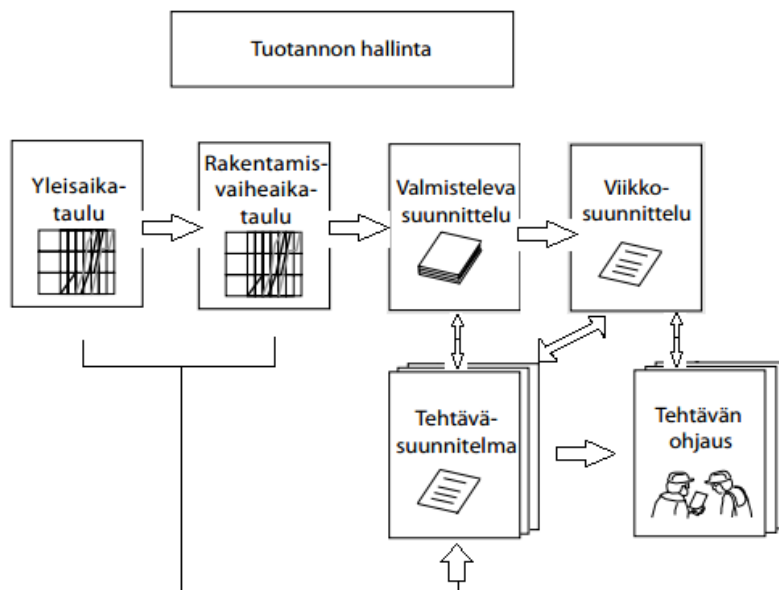 Tuotannon hallinta
Yleisaika-
taulu
Rakentamis-
vaiheaika-
taulu
Valmisteleva
suunnittelu
Viikko-
suunnittelu
Tehtävä-
suunnitelma
Tehtävän
ohjaus